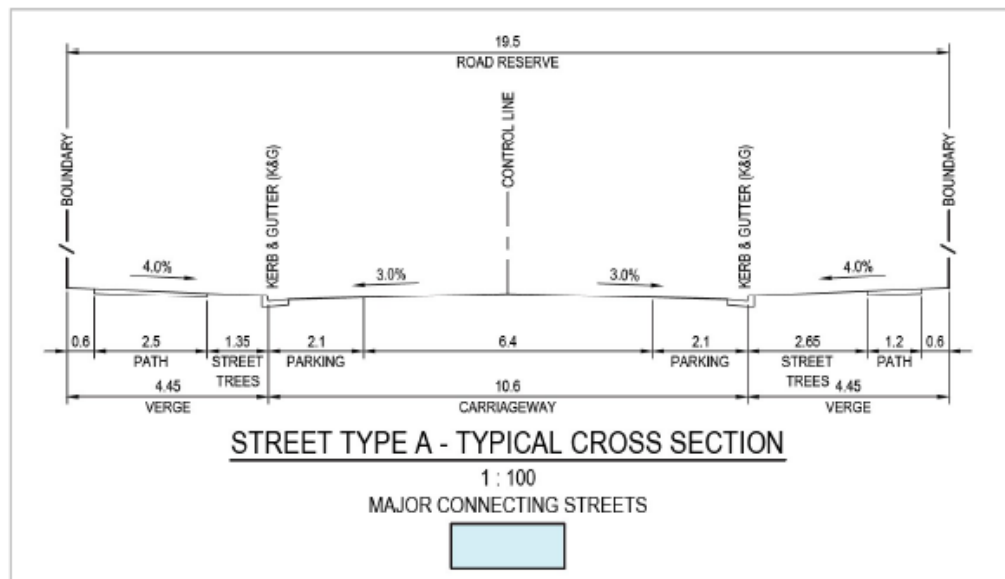 19.5
ROAD RESERVE
BOUNDARY
KERB & GUTTER (K&G)
CONTROL LINE
KERB & GUTTER (K&G)
BOUNDARY
4.0%
3.0%
3.0%
4.0%
0.6 2.5 1.35 2.1 6.4 2.1 2.65 1.2 0.6
PATH STREET PARKING PARKING STREET PATH
TREES TREES
4.45 10.6 4.45
VERGE CARRIAGEWAY VERGE
STREET TYPE A - TYPICAL CROSS SECTION
1 : 100
MAJOR CONNECTING STREETS